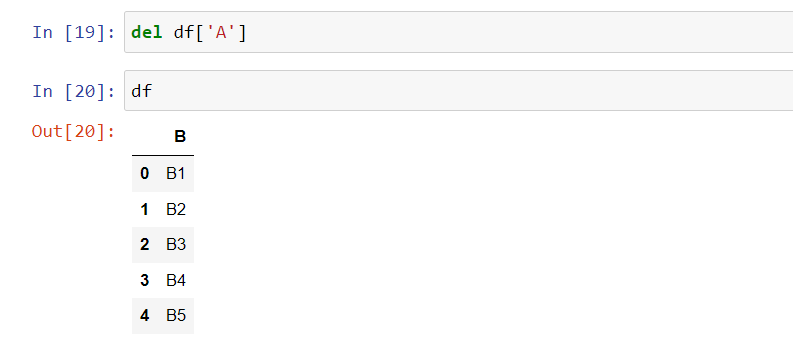 In [19]: del df['A']
In [20]: df
Out[20]:
B
0 B1
1 B2
2 B3
3 B4
4 B5